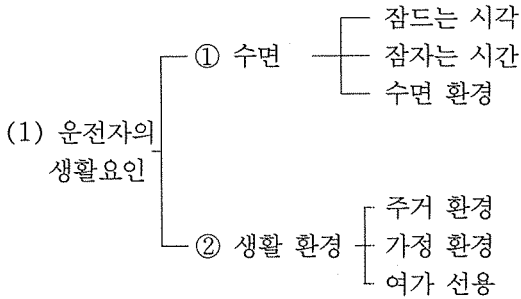 잠드는 시각
① 수면
잠자는 시간
수면 환경
(1) 운전자의
생활요인
주거 환경
② 생활 환경
가정 환경
여가 선용